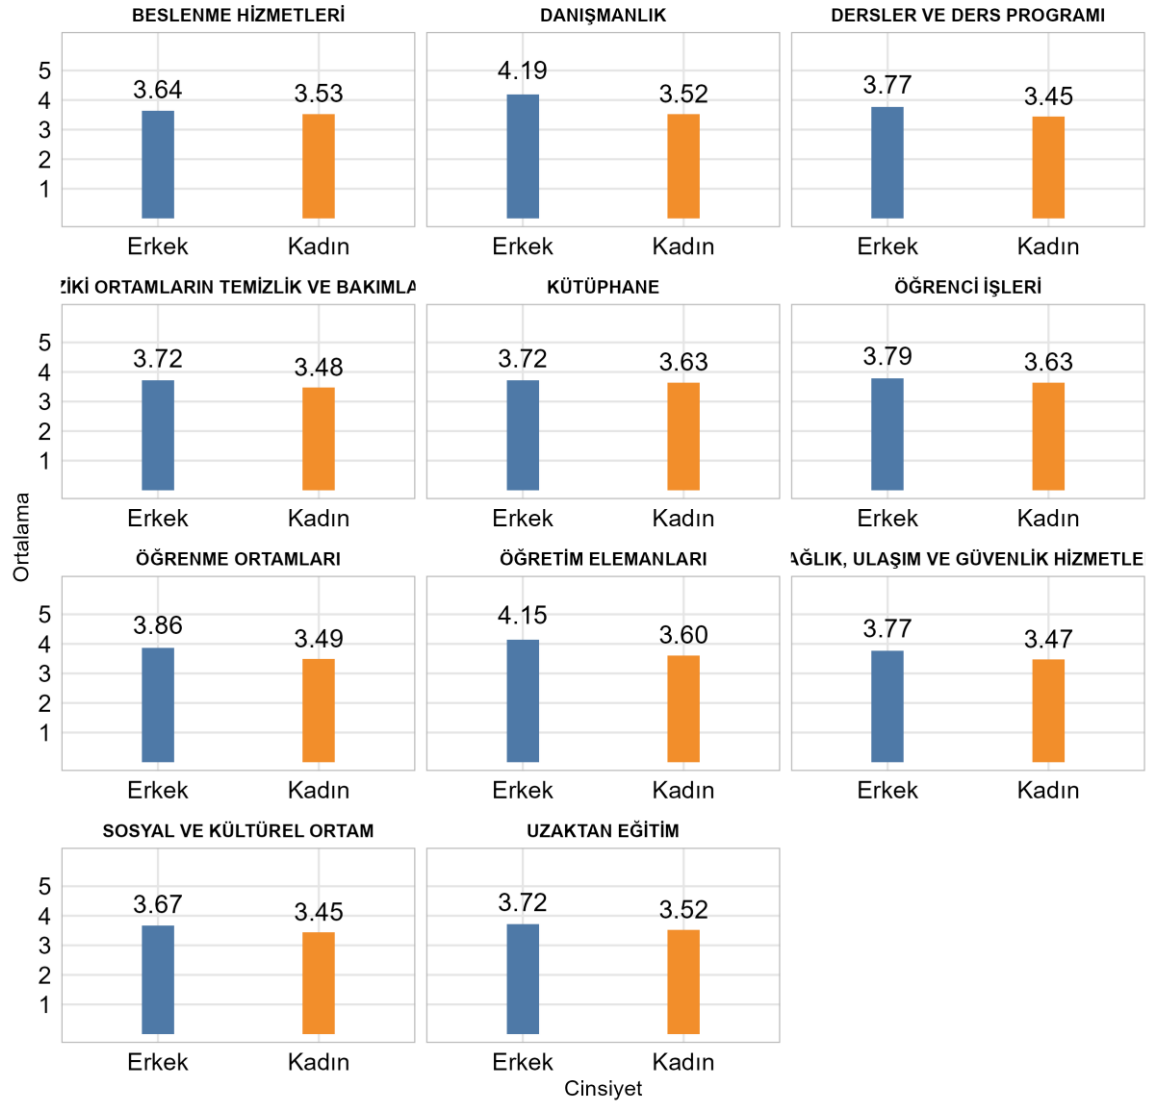 BESLENME HİZMETLERİ
5
4
3
2
1
3.64
3.53
Erkek
Kadın
DANIŞMANLIK
4.19
3.52
Erkek
Kadın
DERSLER VE DERS PROGRAMI
3.77
3.45
Erkek
Kadın
ZİKİ ORTAMLARIN TEMİZLİK VE BAKIMLA
5
4
3
2
1
3.72
3.48
Erkek
Kadın
KÜTÜPHANE
3.72
3.63
Erkek
Kadın
ÖĞRENCİ İŞLERİ
3.79
3.63
Erkek
Kadın
Ortalama
ÖĞRENME ORTAMLARI
5
4
3
2
1
3.86
3.49
Erkek
Kadın
ÖĞRETİM ELEMANLARI
4.15
3.60
Erkek
Kadın
AĞLIK, ULAŞIM VE GÜVENLİK HİZMETLE
3.77
3.47
Erkek
Kadın
SOSYAL VE KÜLTÜREL ORTAM
5
4
3
2
1
3.67
3.45
Erkek
Kadın
UZAKTAN EĞİTİM
3.72
3.52
Erkek
Kadın
Cinsiyet